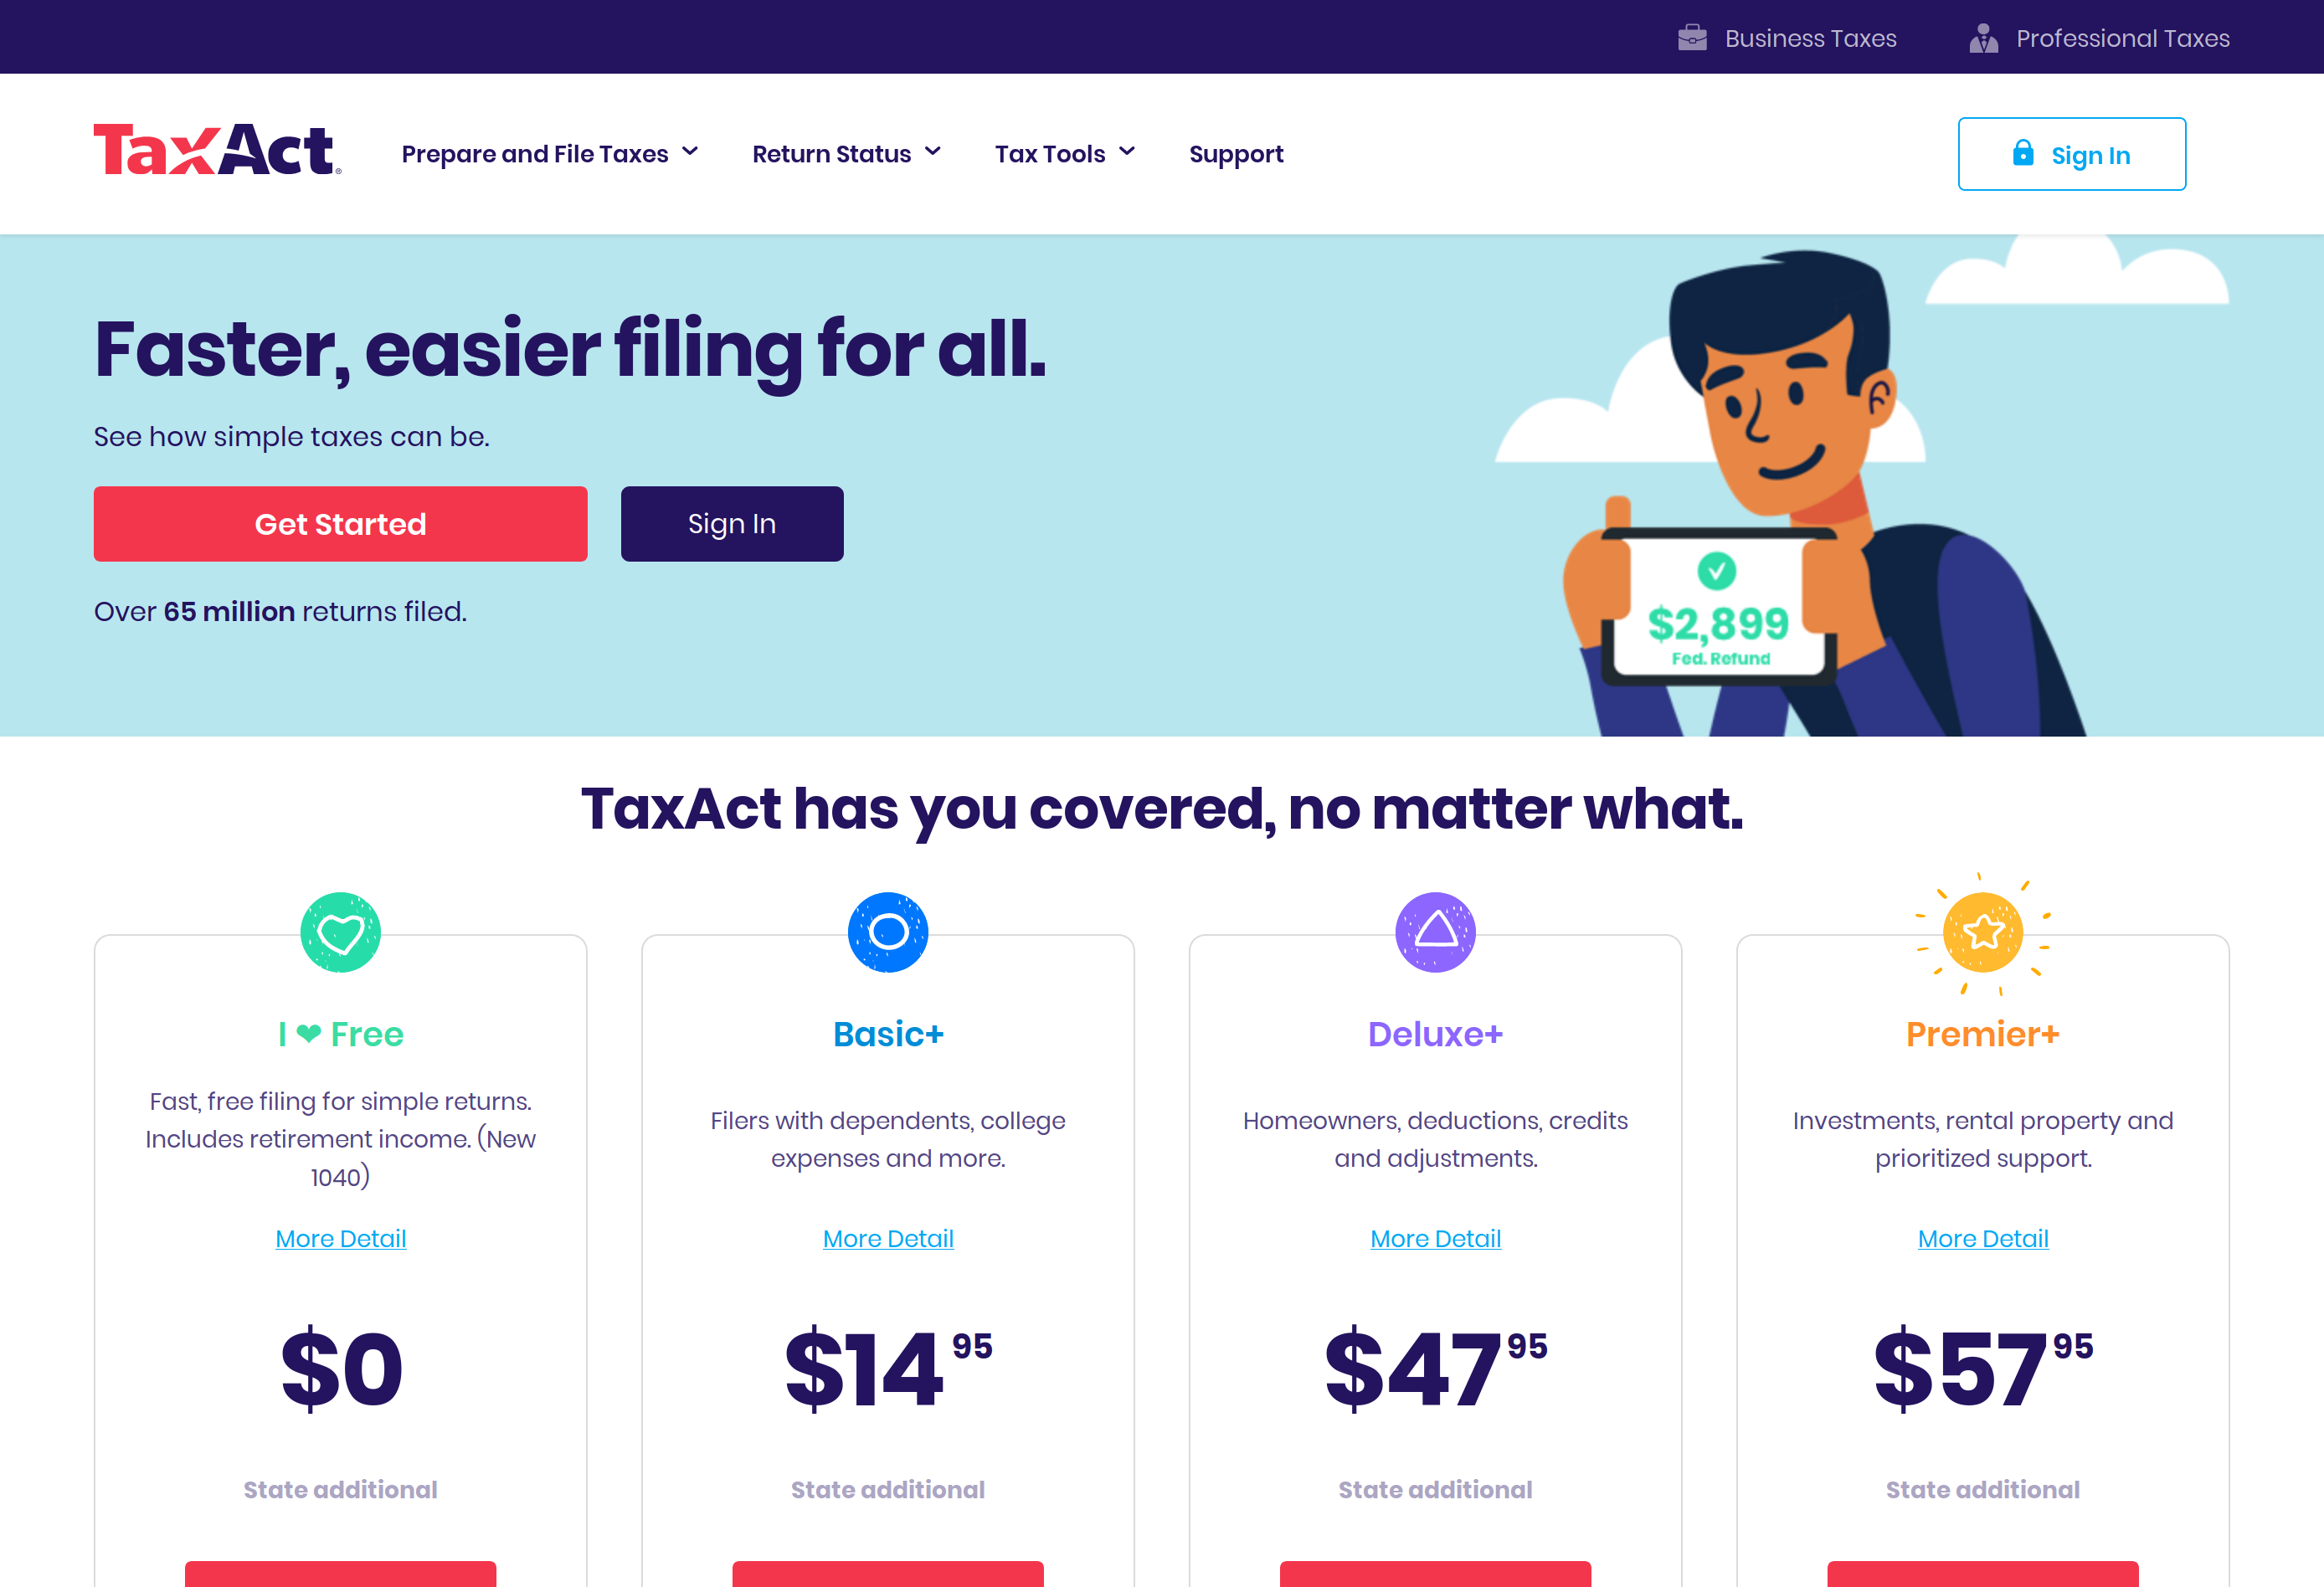 Business Taxes
Professional Taxes
TaxAct®
Prepare and File Taxes
Return Status
Tax Tools
Support
Sign In
Faster, easier filing for all.
See how simple taxes can be.
Get Started
Sign In
Over 65 million returns filed.
$2,899
Fed. Refund
TaxAct has you covered, no matter what.
I ❤ Free
Fast, free filing for simple returns.
Includes retirement income. (New
1040)
More Detail
$0
State additional
Basic+
Filers with dependents, college
expenses and more.
More Detail
$14 95
State additional
Deluxe+
Homeowners, deductions, credits
and adjustments.
More Detail
$47 95
State additional
Premier+
Investments, rental property and
prioritized support.
More Detail
$57 95
State additional